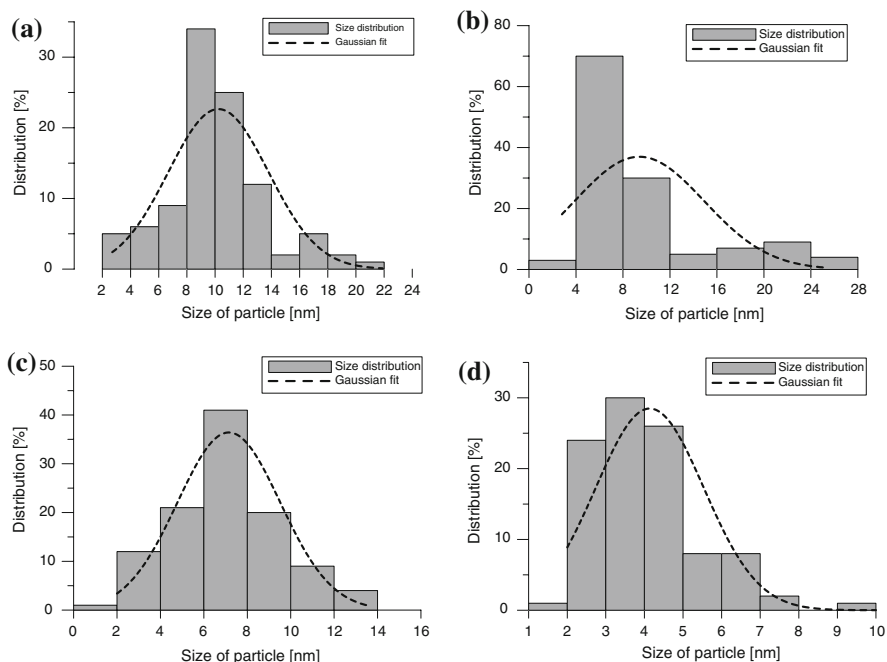 (a)
Size distribution
Gaussian fit
30
20
10
0
Distribution [%]
2 4 6 8 10 12 14 16 18 20 22 24
Size of particle [nm]
(b)
Size distribution
Gaussian fit
80
60
40
20
0
Distribution [%]
0 4 8 12 16 20 24 28
Size of particle [nm]
(c)
Size distribution
Gaussian fit
50
40
30
20
10
0
Distribution [%]
0 2 4 6 8 10 12 14 16
Size of particle [nm]
(d)
Size distribution
Gaussian fit
30
20
10
0
Distribution [%]
1 2 3 4 5 6 7 8 9 10
Size of particle [nm]